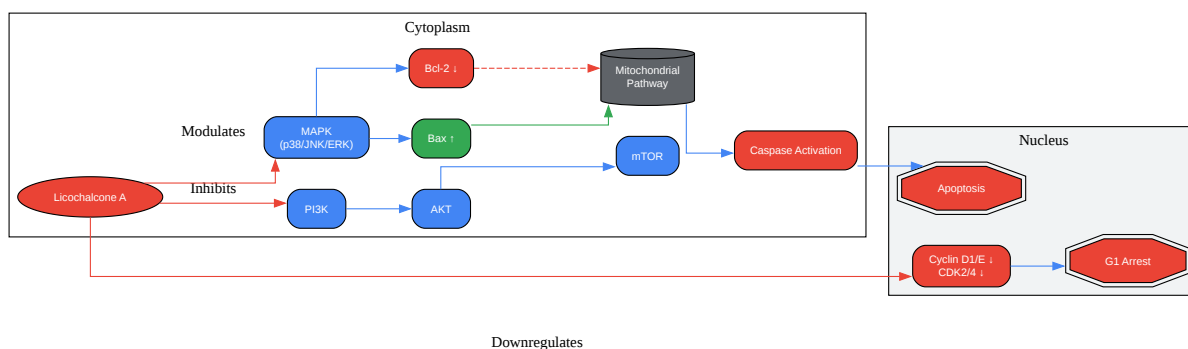 Cytoplasm
Bcl-2 ↓
Mitochondrial
Pathway
Modulates
MAPK
(p38/JNK/ERK)
Bax ↑
mTOR
Caspase Activation
Nucleus
Inhibits
Licochalcone A
PI3K
AKT
Apoptosis
Cyclin D1/E ↓
CDK2/4 ↓
G1 Arrest
Downregulates